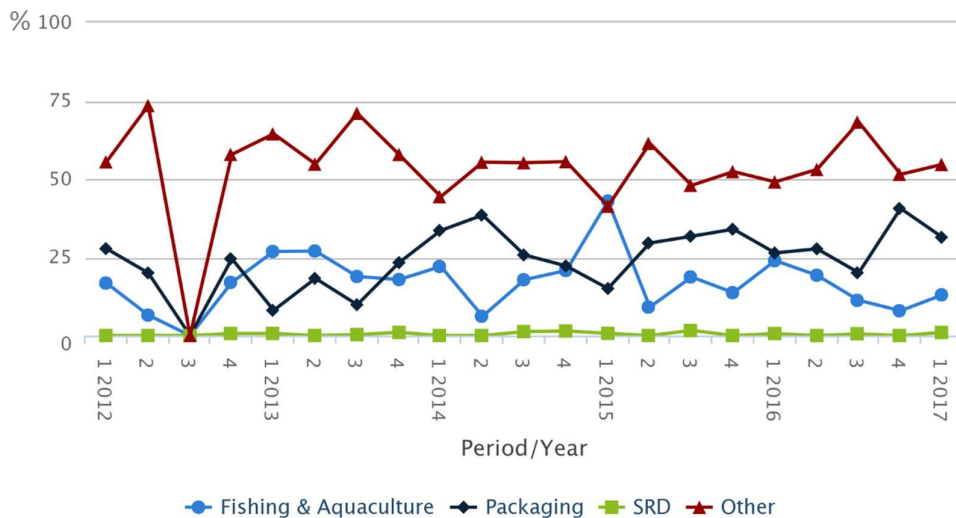 % 100
75
50
25
0
1 2012 2 3 4 1 2013 2 3 4 1 2014 2 3 4 1 2015 2 3 4 1 2016 2 3 4 1 2017
Period/Year
Fishing & Aquaculture Packaging SRD Other